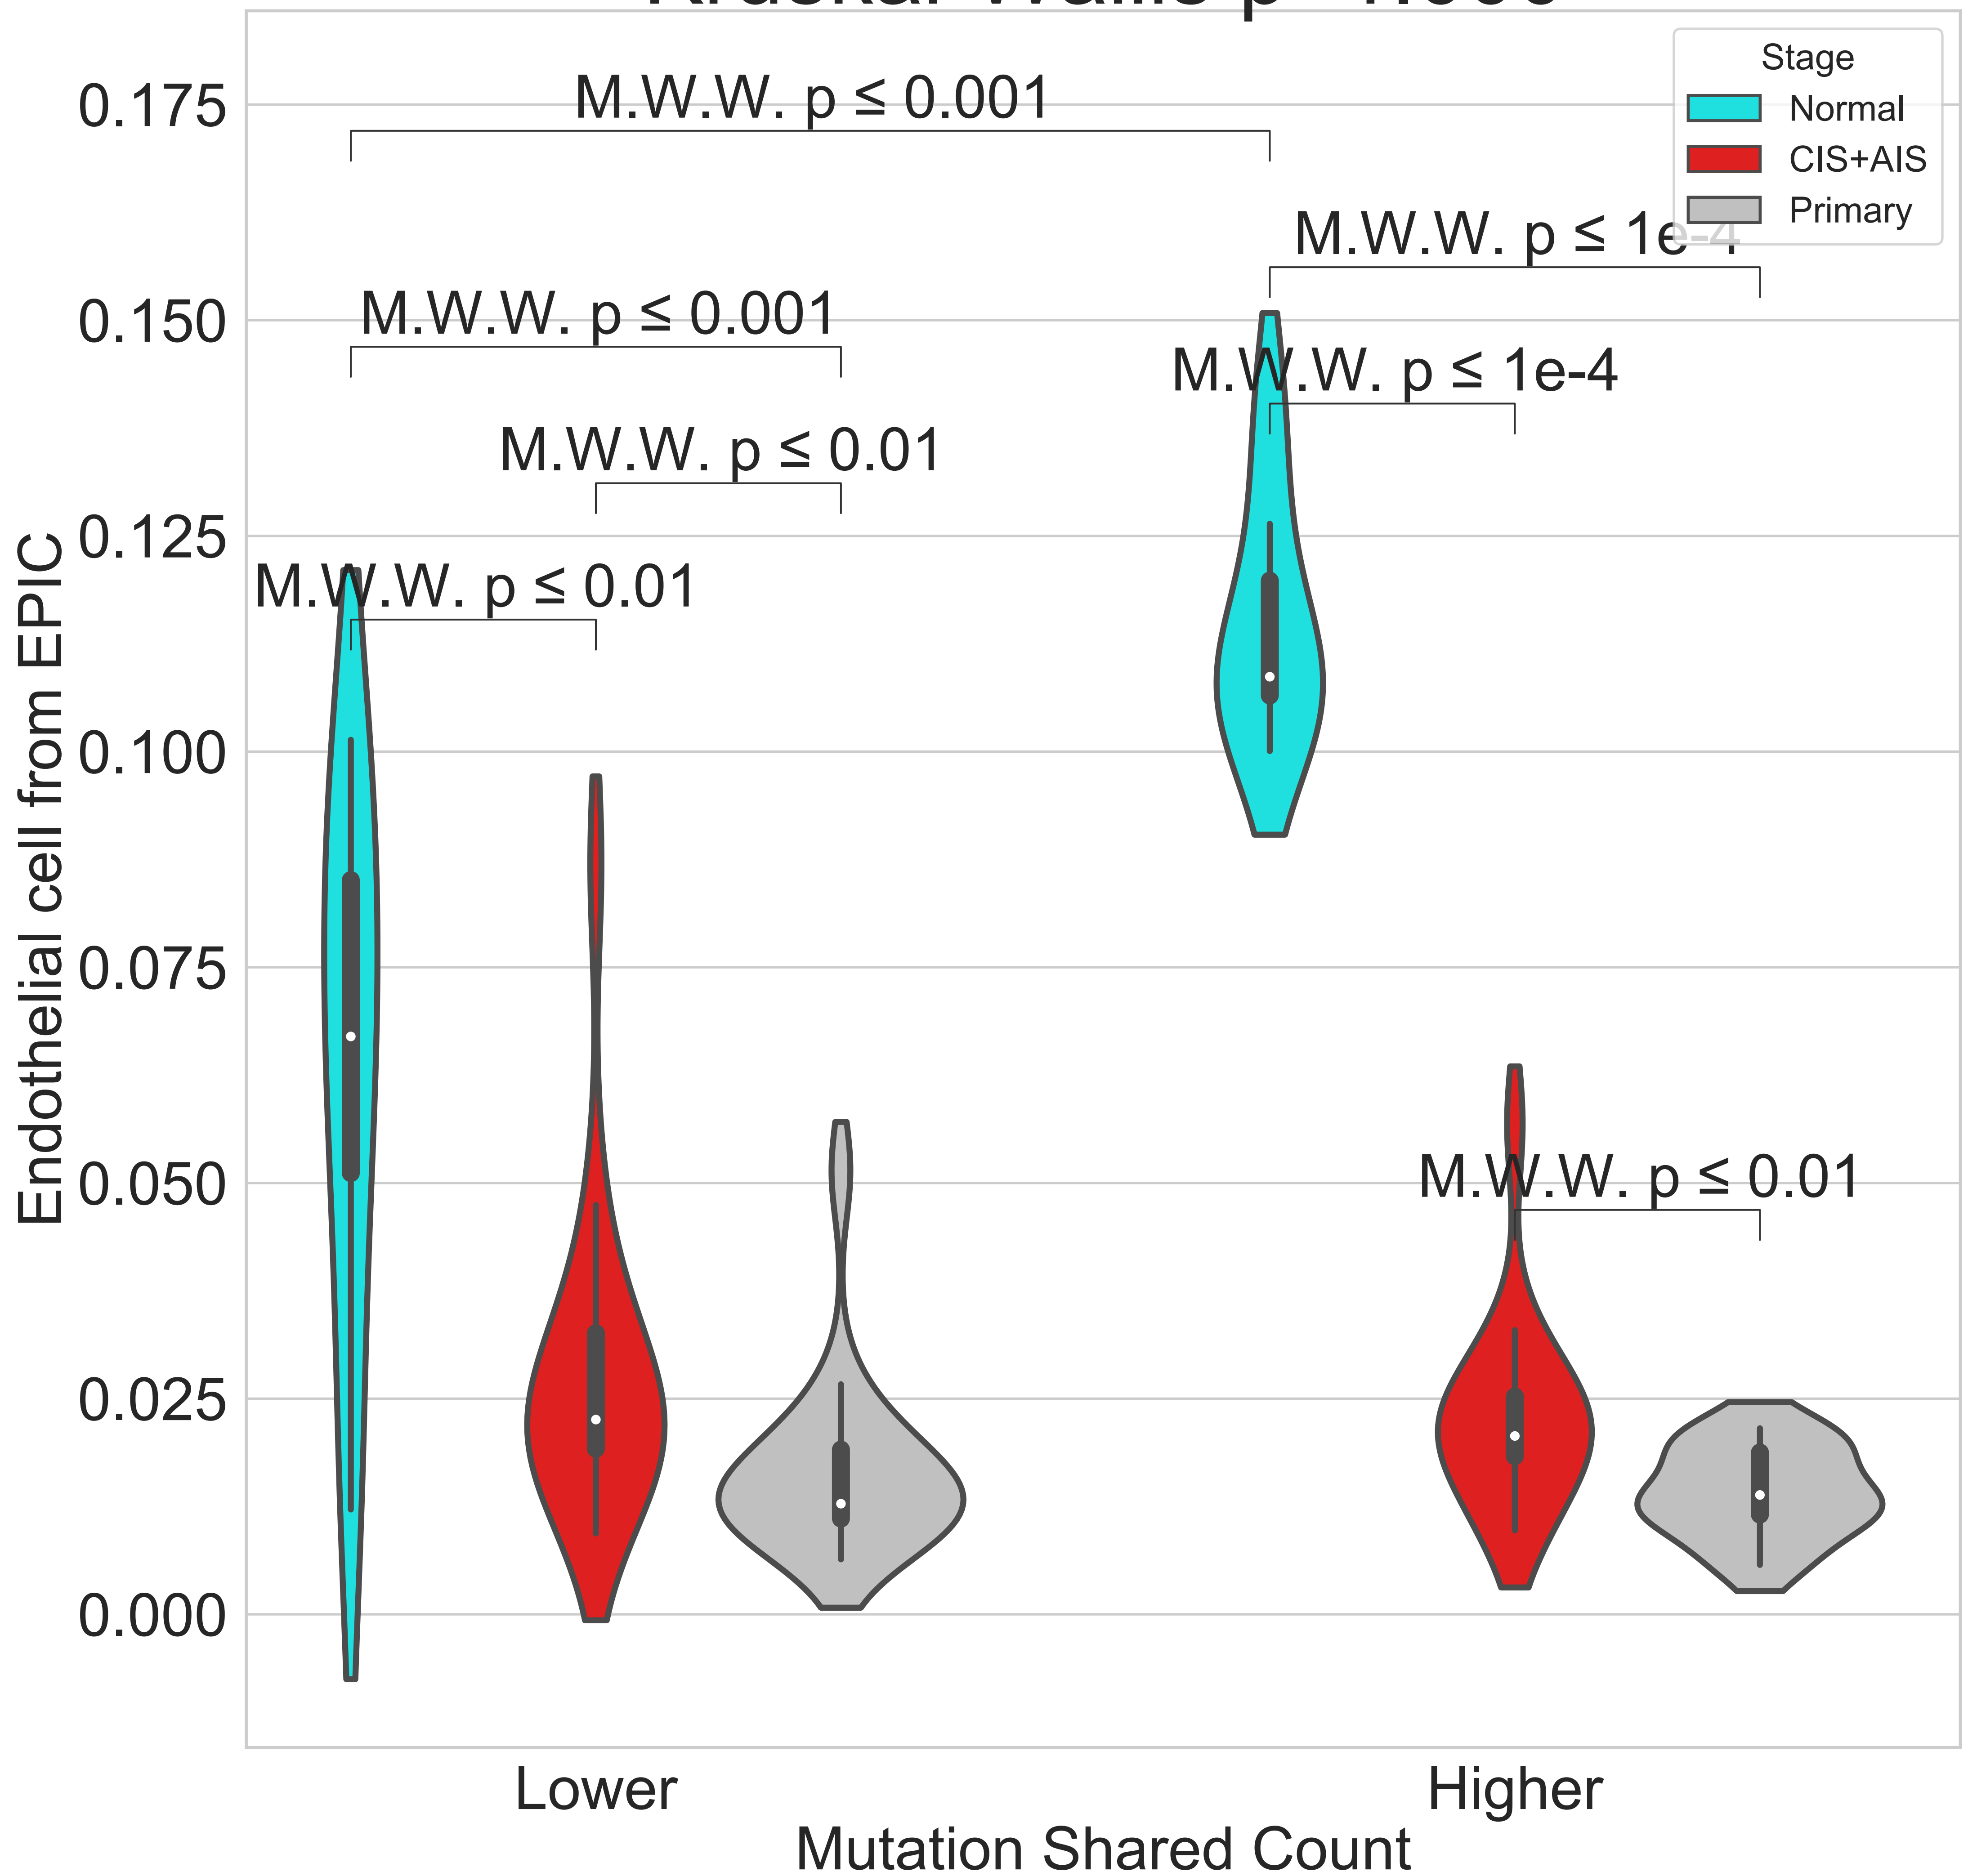 Stage
Normal
CIS+AIS
Primary
M.W.W. p ≤ 0.001
M.W.W. p ≤ 1e-4
M.W.W. p ≤ 0.001
M.W.W. p ≤ 1e-4
M.W.W. p ≤ 0.01
M.W.W. p ≤ 0.01
M.W.W. p ≤ 0.01
0.175
0.150
0.125
0.100
0.075
0.050
0.025
0.000
Endothelial cell from EPIC
Lower
Higher
Mutation Shared Count